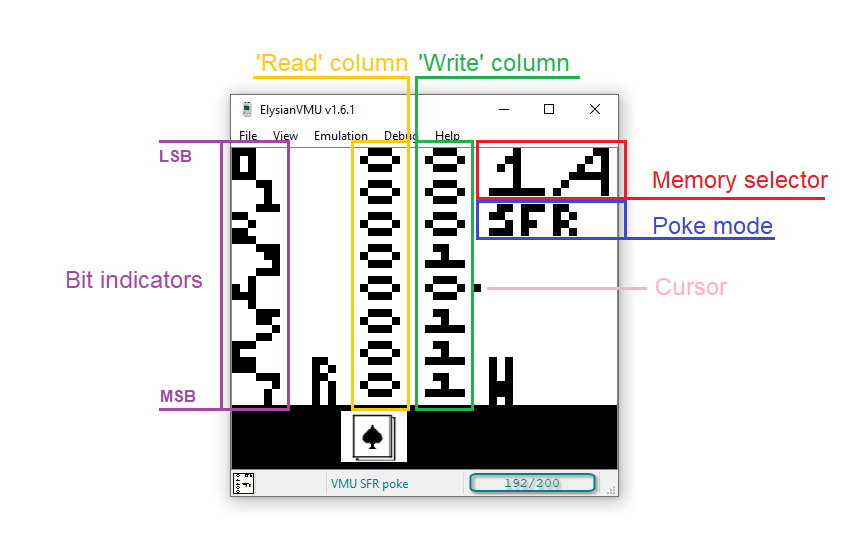 'Read' column 'Write' column
ElysianVMU v1.6.1
File View Emulation Debug Help
LSB
0 0 0 1A
1 0 0
Memory selector
2 0 0 SFR
Poke mode
3 0 1
Bit indicators
4 0 0
Cursor
5 0 1
6 0 1
7 R 0 1 W
MSB
VMU SFR poke 192/200